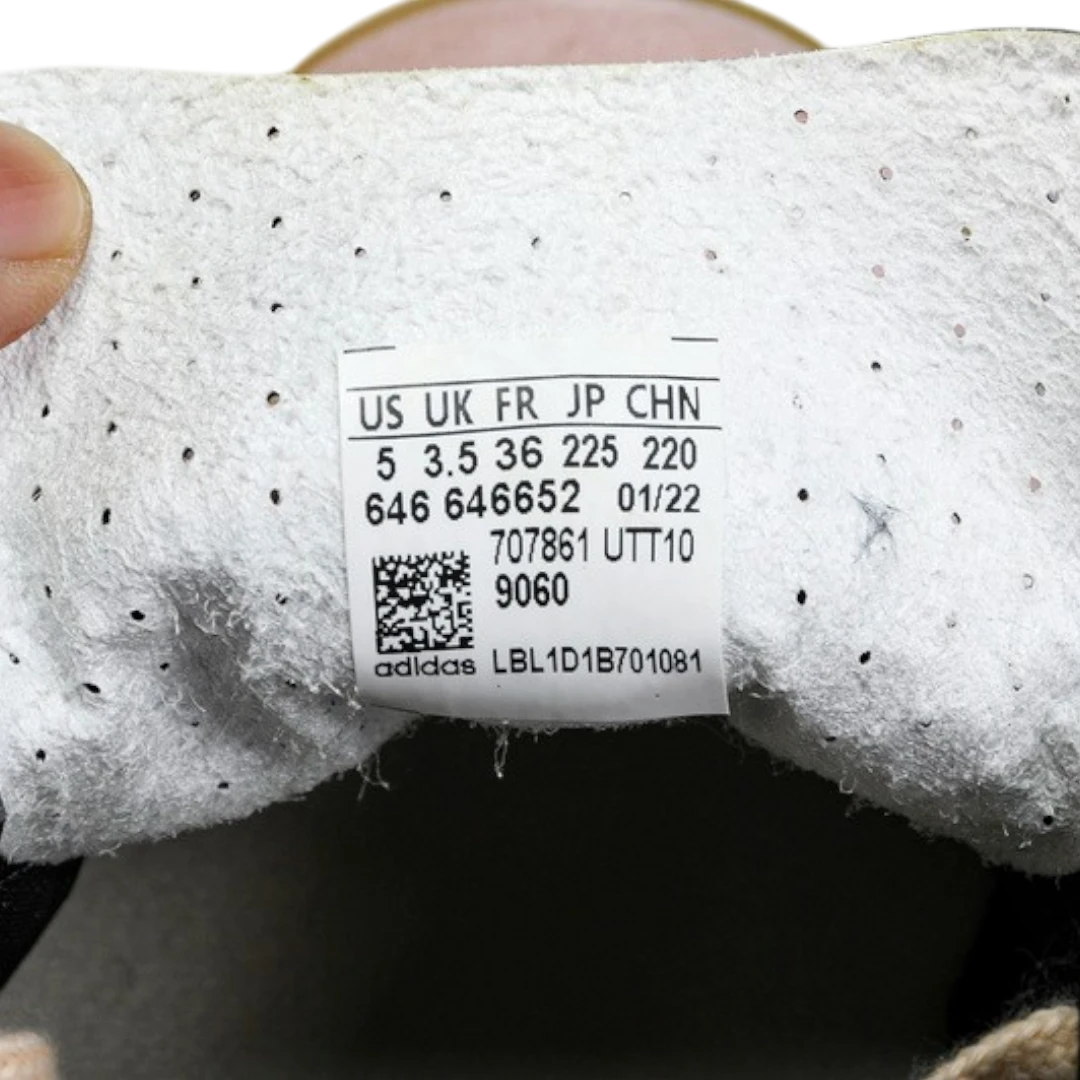 US UK FR JP CHN
5 3.5 36 225 220
646 646652 01/22
707861 UTT10
9060
adidas LBL1D1B701081